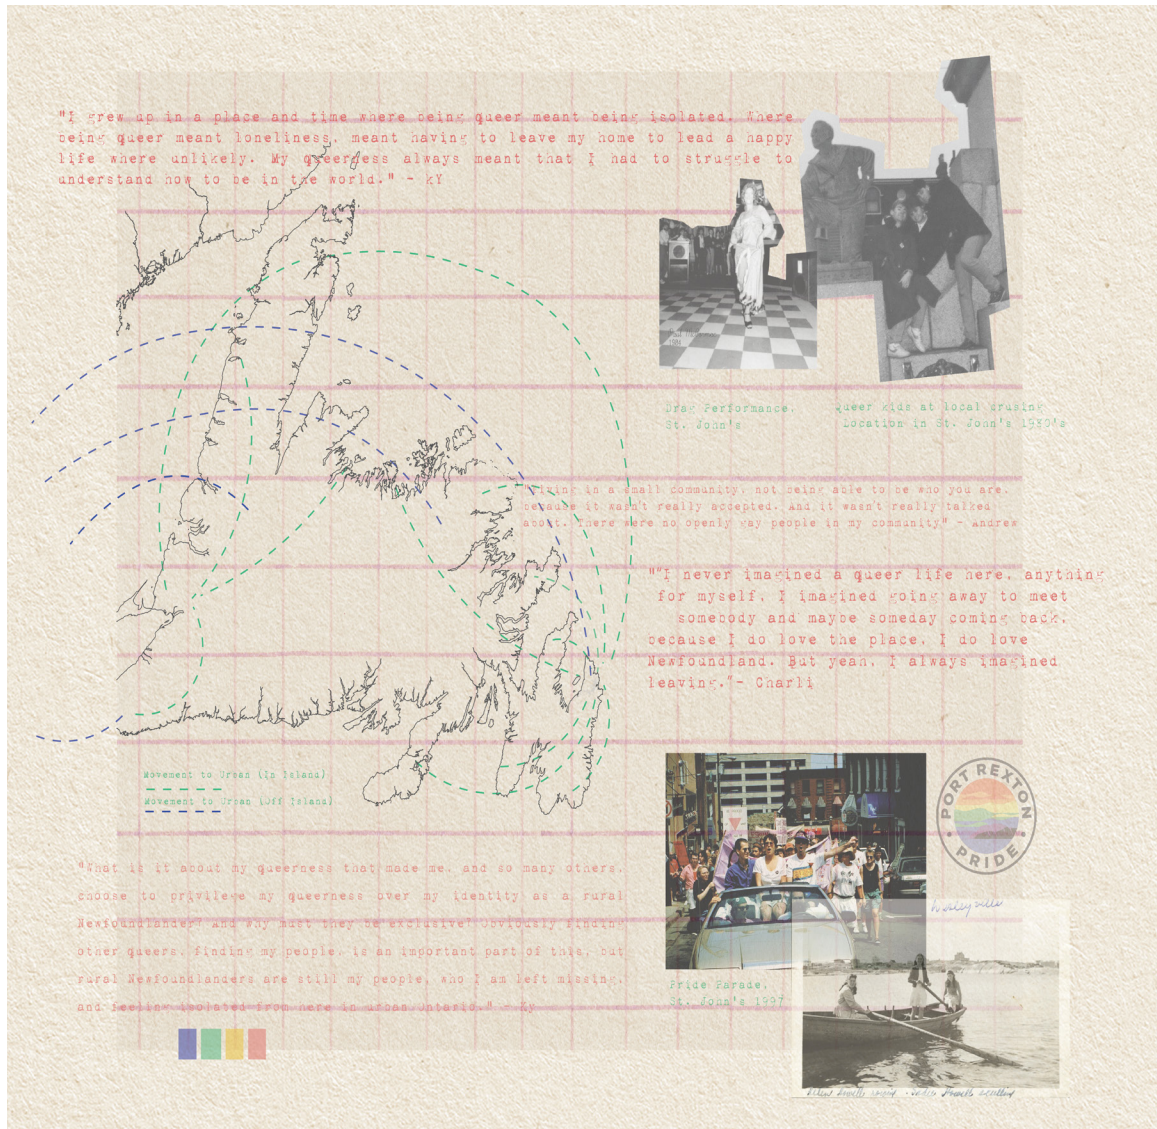 "I grew up in a place and time where being queer meant being isolated. Where
being queer meant loneliness, meant having to leave my home to lead a happy
life where unlikely. My queerness always meant that I had to struggle to
understand how to be in the world." - kY
Drag Performance,
St. John's
Queer kids at local crusing
Location in St. John's 1980's
"Living in a small community, not being able to be who you are,
because it wasn't really accepted. And it wasn't really talked
about. There were no openly gay people in my community" - Andrew
""I never imagined a queer life here, anything
for myself, I imagined going away to meet
somebody and maybe someday coming back,
because I do love the place, I do love
Newfoundland. But yeah, I always imagined
leaving."- Charli
Movement to Urban (In Island)
Movement to Urban (Off Island)
PORT REXTON
PRIDE
"What is it about my queerness that made me, and so many others,
choose to privilege my queerness over my identity as a rural
Newfoundlander? And why must they be exclusive? Obviously finding
other queers, finding my people, is an important part of this, but
rural Newfoundlanders are still my people, who I am left missing,
and feeling isolated from here in urban Ontario." - Ky
Pride Parade,
St. John's 1997
Wesleyville